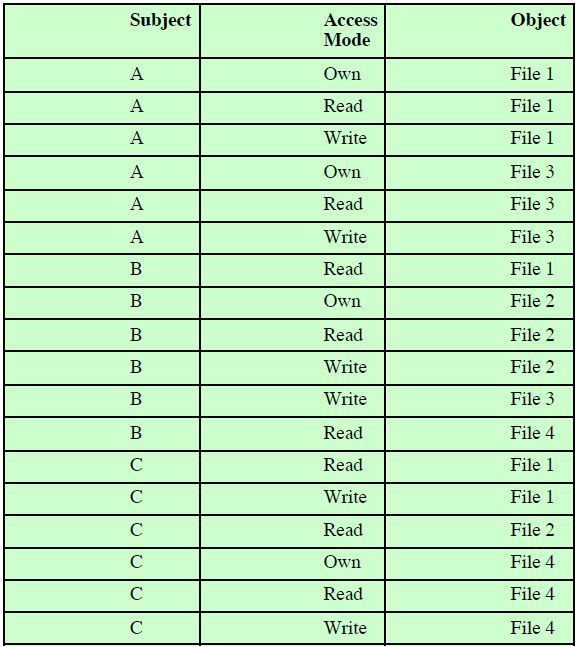 Subject Access Mode Object
A Own File 1
A Read File 1
A Write File 1
A Own File 3
A Read File 3
A Write File 3
B Read File 1
B Own File 2
B Read File 2
B Write File 2
B Write File 3
B Read File 4
C Read File 1
C Write File 1
C Read File 2
C Own File 4
C Read File 4
C Write File 4